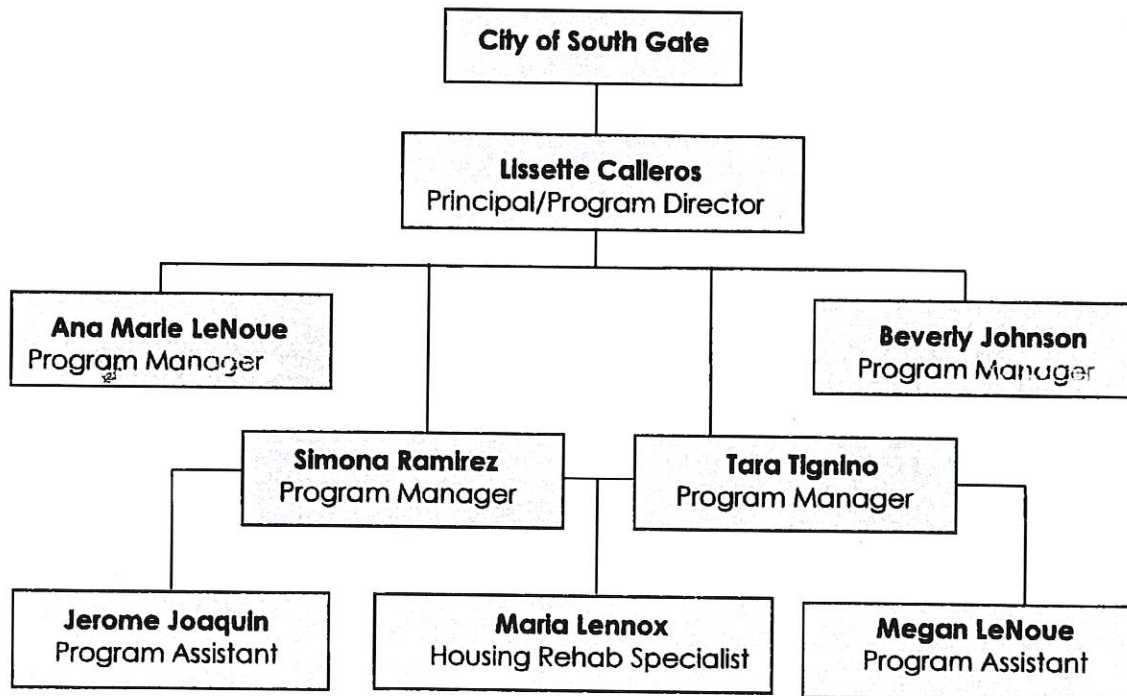 City of South Gate
Lissette Calleros
Principal/Program Director
Ana Marie LeNoue
Program Manager
Beverly Johnson
Program Manager
Simona Ramirez
Program Manager
Tara Tignino
Program Manager
Jerome Joaquin
Program Assistant
Maria Lennox
Housing Rehab Specialist
Megan LeNoue
Program Assistant